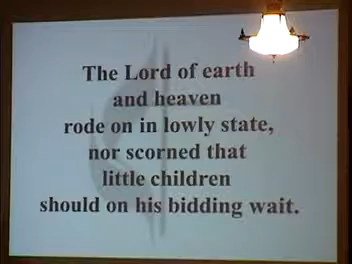 The Lord of earth
and heaven
rode on in lowly state,
nor scorned that
little children
should on his bidding wait.